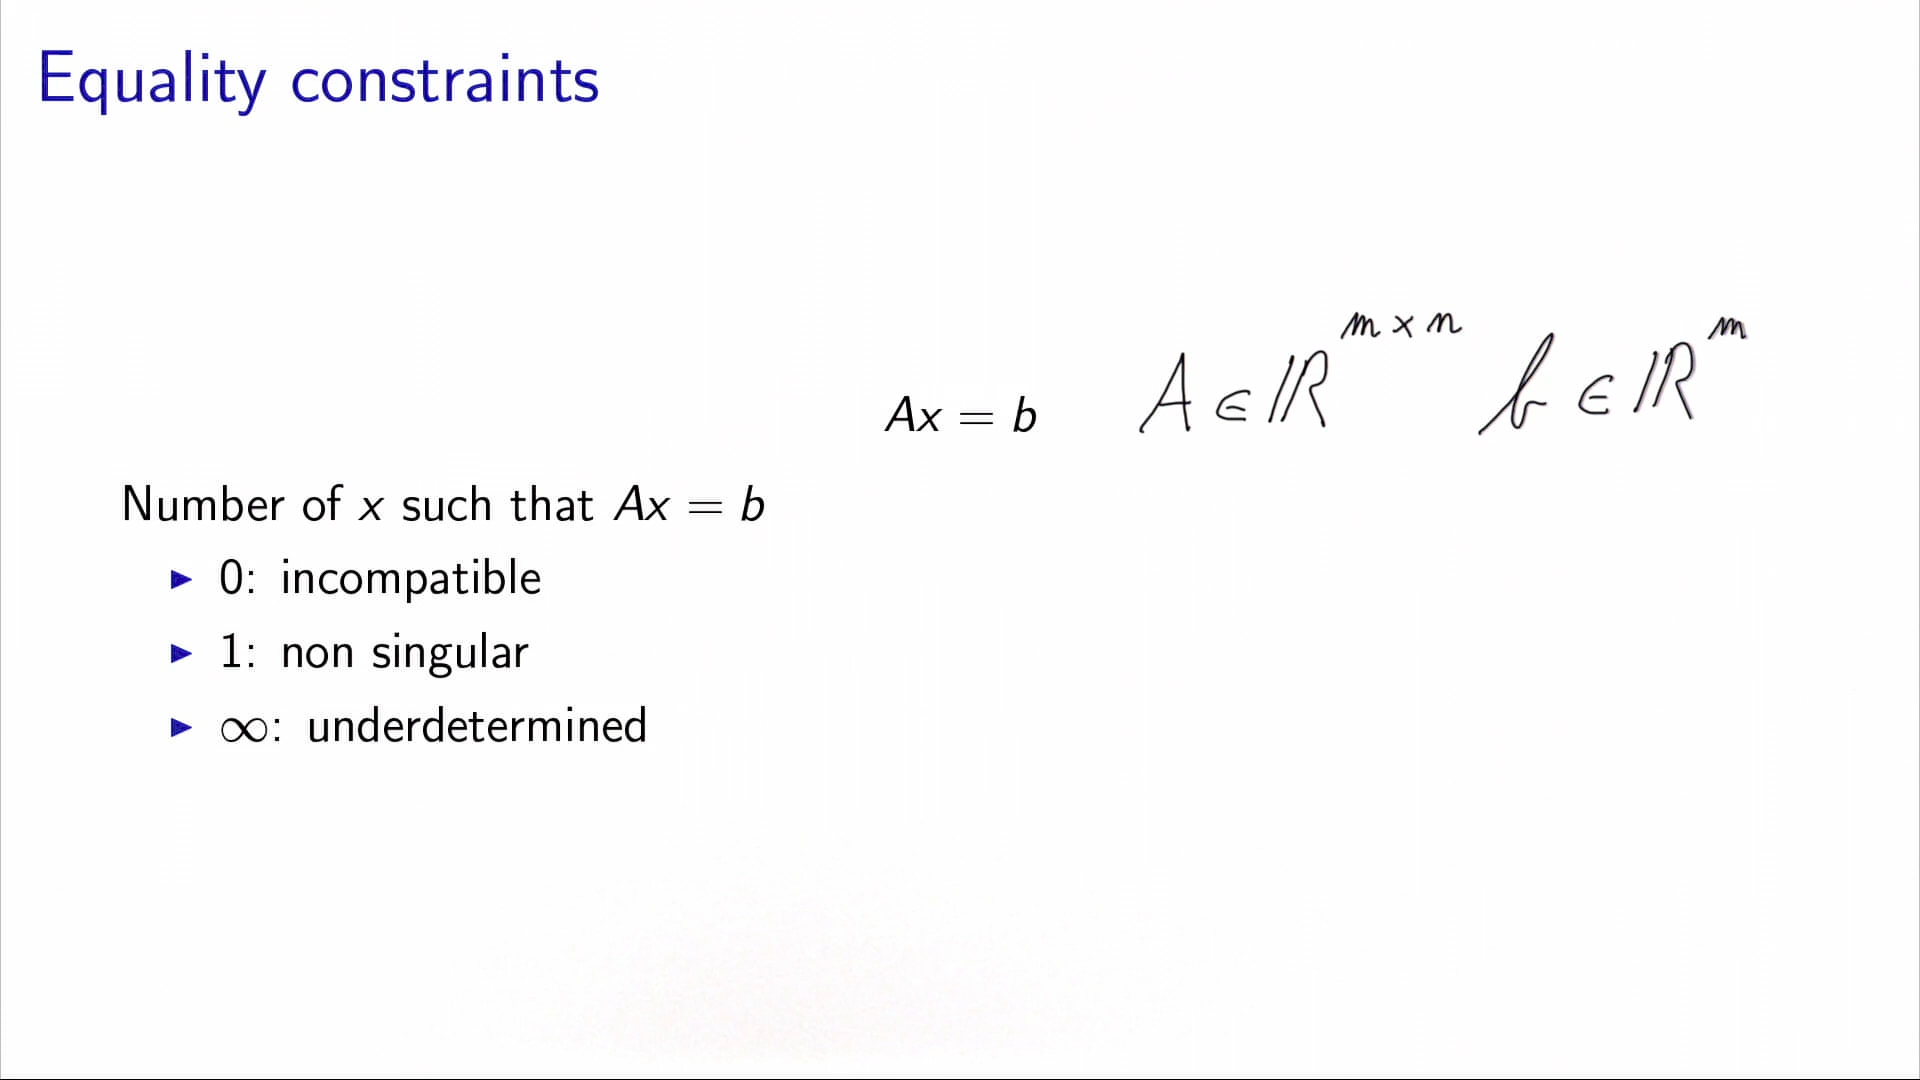 Equality constraints
Ax = b A ∈ ℝ^{m×n} b ∈ ℝ^m
Number of x such that Ax = b
▶ 0: incompatible
▶ 1: non singular
▶ ∞: underdetermined